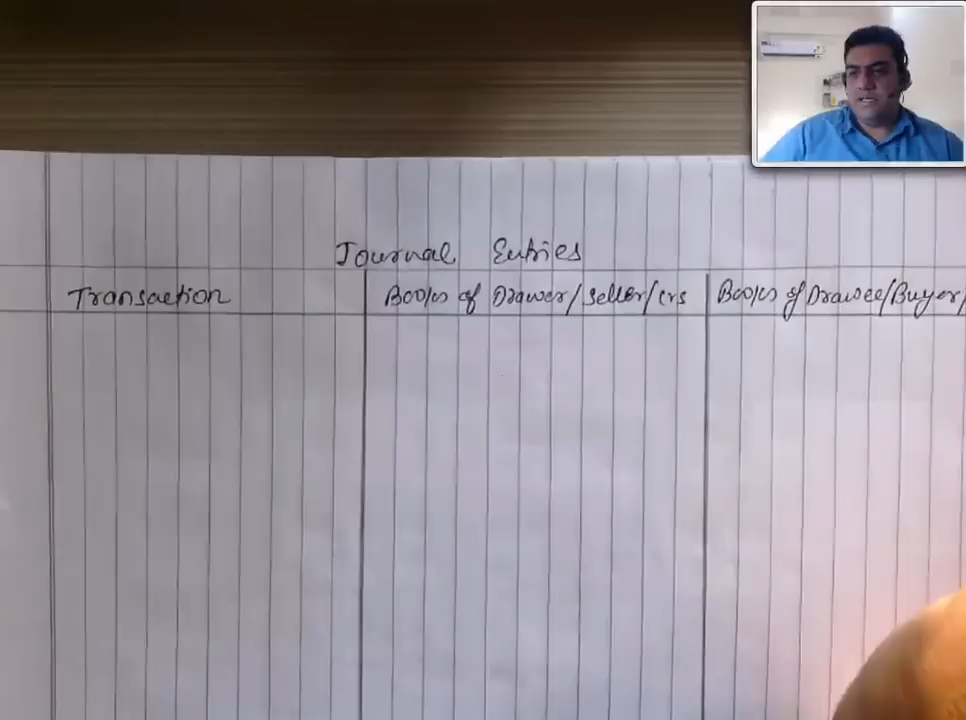 Journal Entries
Transaction Books of Drawer/Seller/Crs Books of Drawee/Buyer/